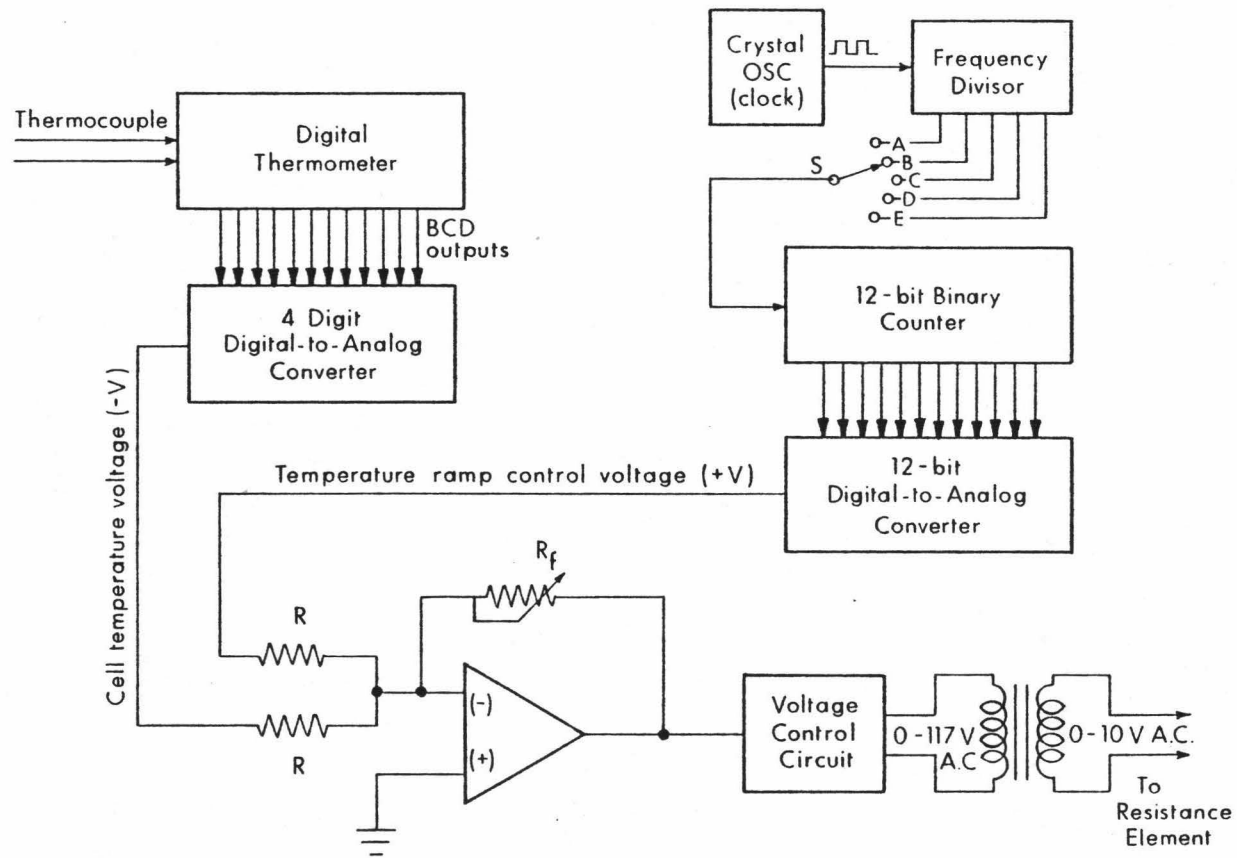 Crystal
OSC
(clock)
Frequency
Divisor
Thermocouple
Digital
Thermometer
BCD
outputs
A
B
C
D
E
S
4 Digit
Digital-to-Analog
Converter
12-bit Binary
Counter
Cell temperature voltage (-V)
Temperature ramp control voltage (+V)
12-bit
Digital-to-Analog
Converter
Rf
R
R
(-)
(+)
Voltage
Control
Circuit
0-117 V
A.C
0-10 V A.C.
To
Resistance
Element